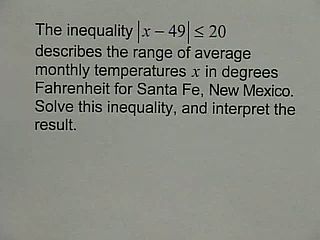 The inequality |x − 49| ≤ 20
describes the range of average
monthly temperatures x in degrees
Fahrenheit for Santa Fe, New Mexico.
Solve this inequality, and interpret the
result.